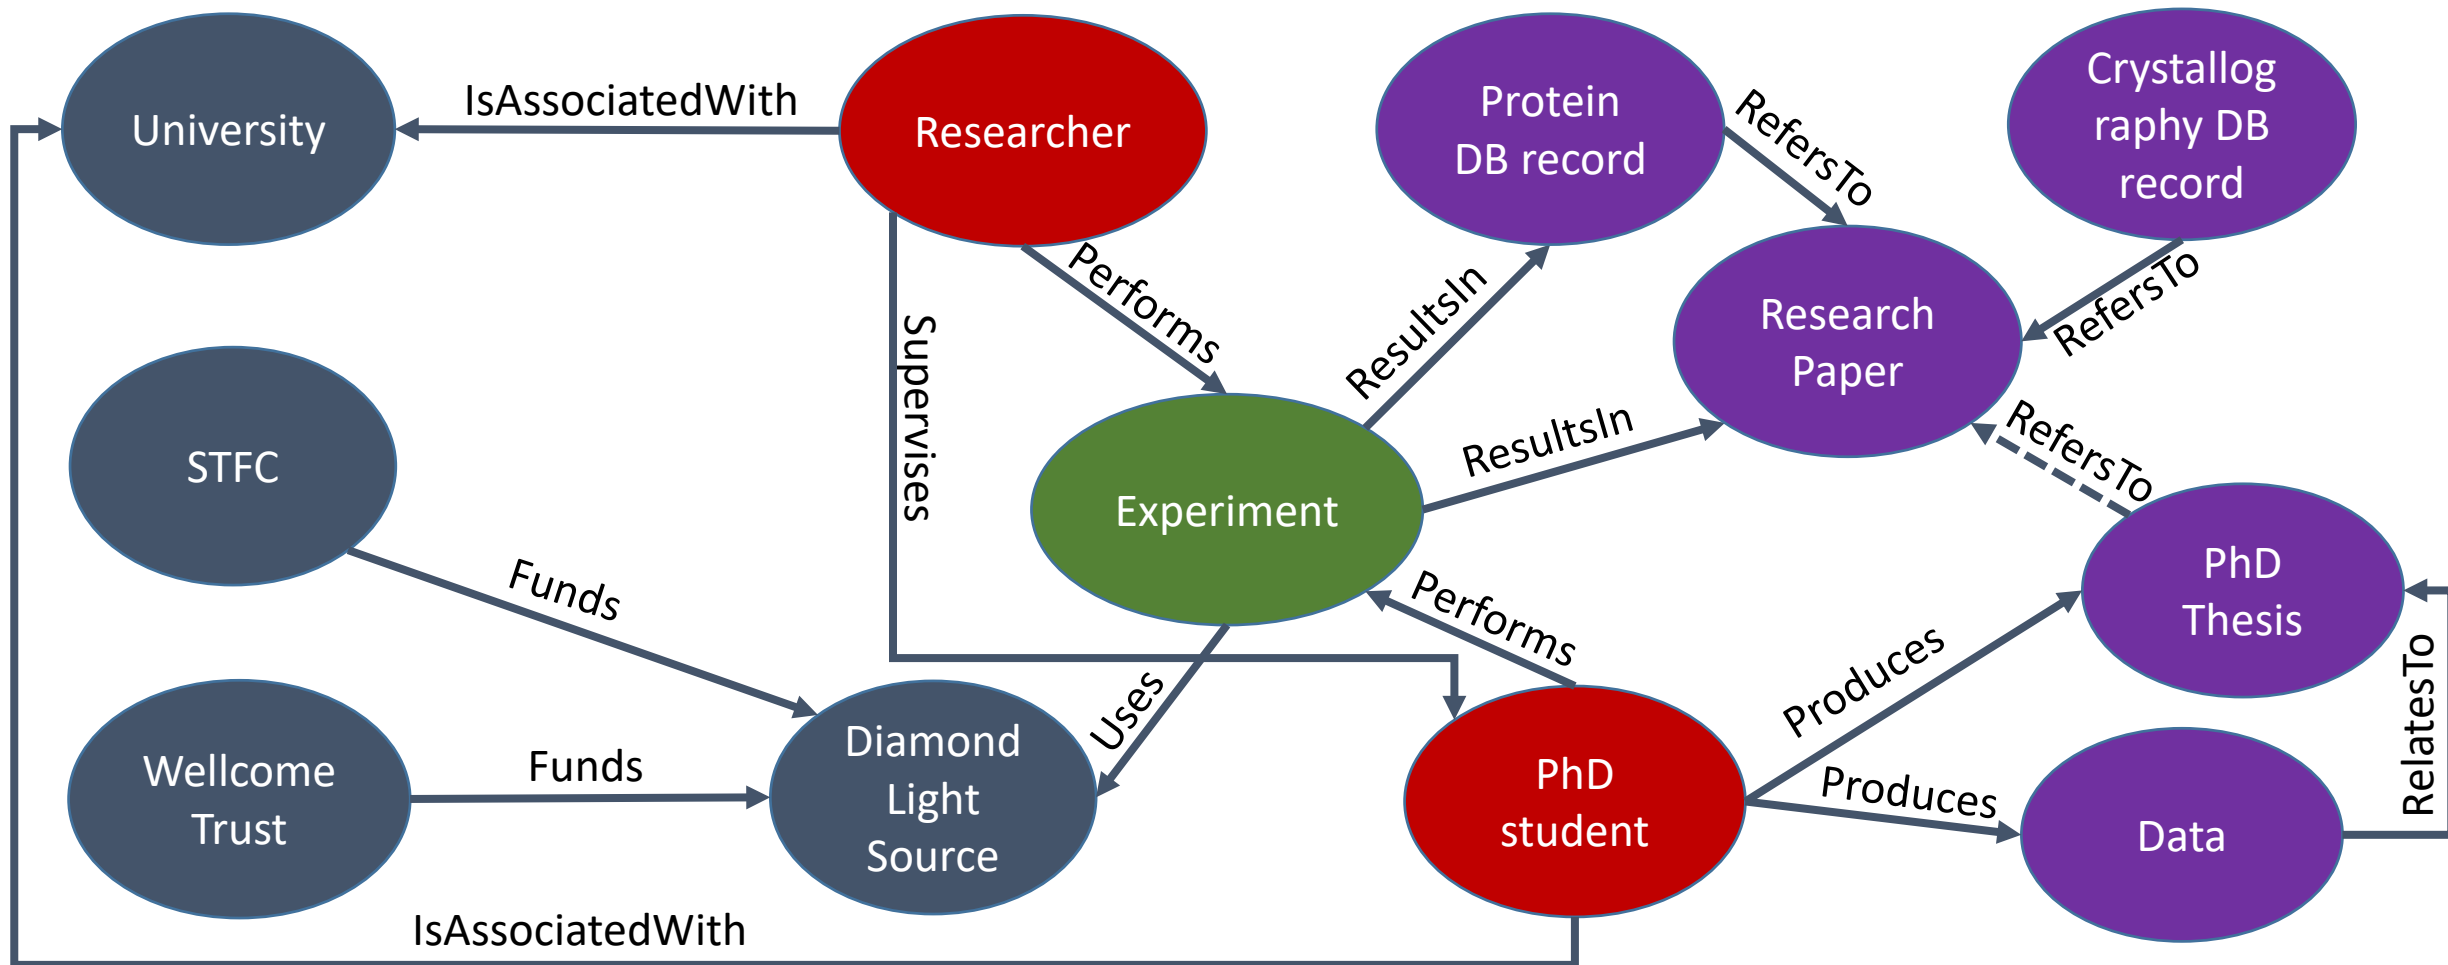 University
IsAssociatedWith
Researcher
Protein
DB record
RefersTo
Crystallog
raphy DB
record
RefersTo
Performs
Supervises
ResultsIn
Research
Paper
STFC
Funds
Experiment
ResultsIn
RefersTo
PhD
Thesis
Performs
Produces
RelatesTo
Wellcome
Trust
Funds
Diamond
Light
Source
Uses
PhD
student
Produces
Data
IsAssociatedWith